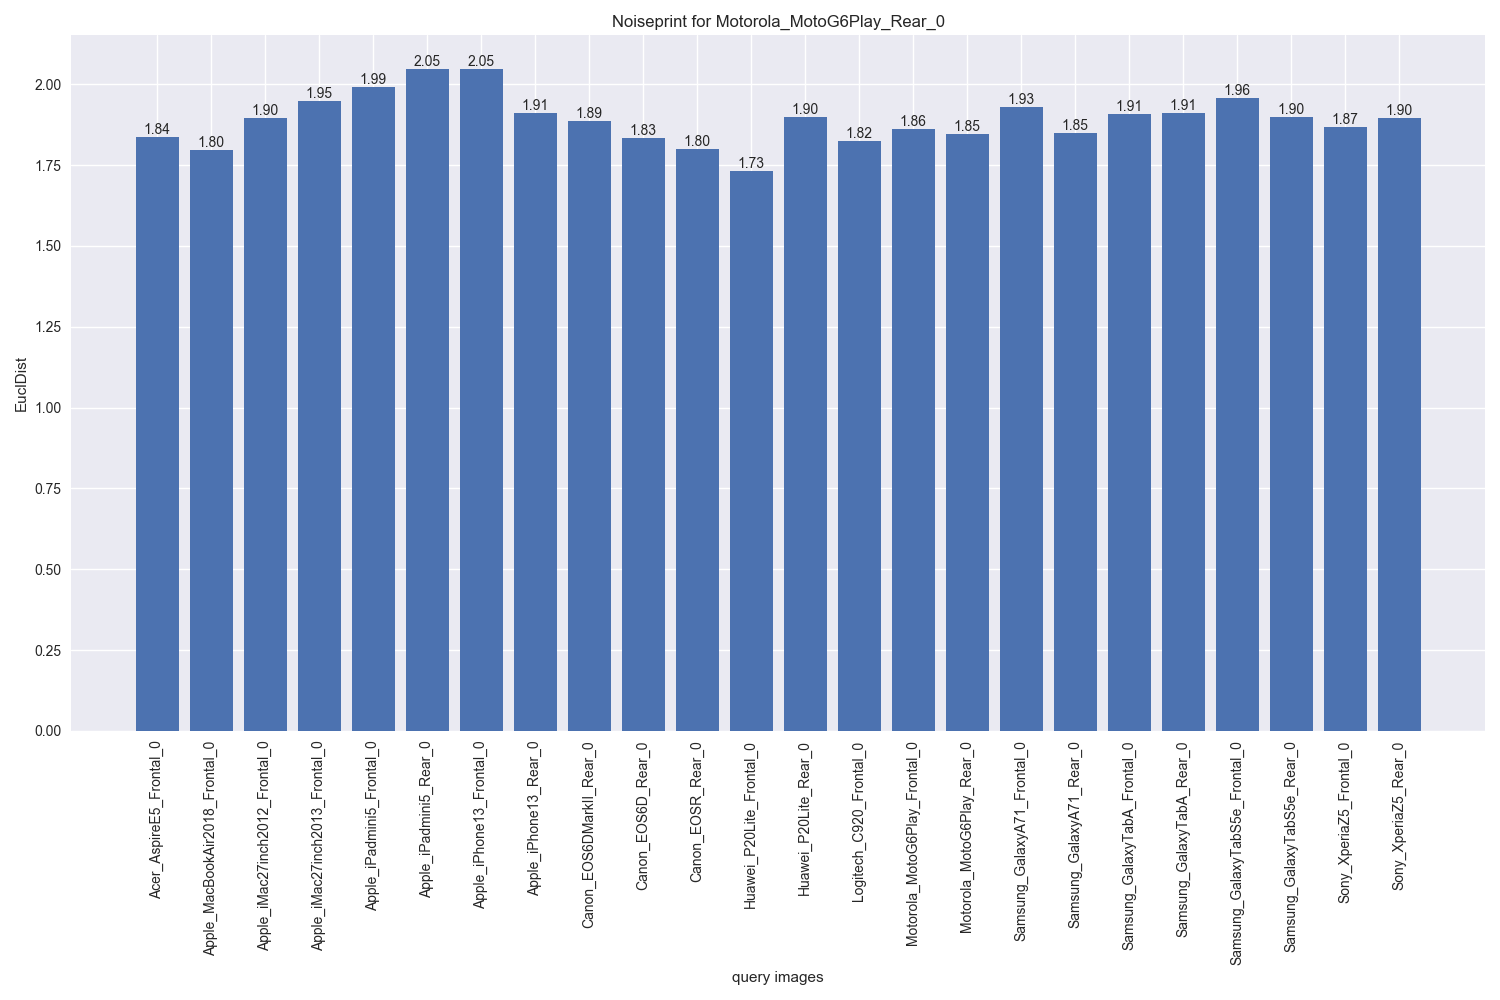 Noiseprint for Motorola_MotoG6Play_Rear_0
EuclDist
2.00
1.75
1.50
1.25
1.00
0.75
0.50
0.25
0.00
1.84
1.80
1.90
1.95
1.99
2.05
2.05
1.91
1.89
1.83
1.80
1.73
1.90
1.82
1.86
1.85
1.93
1.85
1.91
1.91
1.96
1.90
1.87
1.90
Acer_AspireE5_Frontal_0
Apple_MacBookAir2018_Frontal_0
Apple_iMac27inch2012_Frontal_0
Apple_iMac27inch2013_Frontal_0
Apple_iPadmini5_Frontal_0
Apple_iPadmini5_Rear_0
Apple_iPhone13_Frontal_0
Apple_iPhone13_Rear_0
Canon_EOS6DMarkII_Rear_0
Canon_EOS6D_Rear_0
Canon_EOSR_Rear_0
Huawei_P20Lite_Frontal_0
Huawei_P20Lite_Rear_0
Logitech_C920_Frontal_0
Motorola_MotoG6Play_Frontal_0
Motorola_MotoG6Play_Rear_0
Samsung_GalaxyA71_Frontal_0
Samsung_GalaxyA71_Rear_0
Samsung_GalaxyTabA_Frontal_0
Samsung_GalaxyTabA_Rear_0
Samsung_GalaxyTabS5e_Frontal_0
Samsung_GalaxyTabS5e_Rear_0
Sony_XperiaZ5_Frontal_0
Sony_XperiaZ5_Rear_0
query images